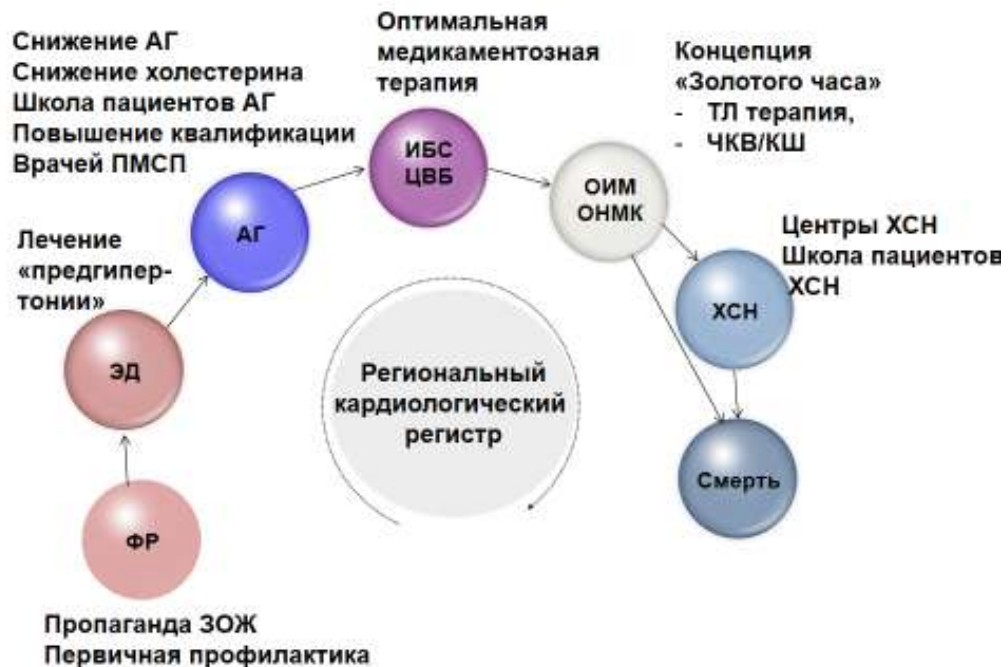 Снижение АГ
Снижение холестерина
Школа пациентов АГ
Повышение квалификации
Врачей ПМСП
Оптимальная
медикаментозная
терапия
Концепция
«Золотого часа»
- ТЛ терапия,
- ЧКВ/КШ
ИБС
ЦВБ
ОИМ
ОНМК
АГ
Лечение
«предгипер-
тонии»
Центры ХСН
Школа пациентов
ХСН
ХСН
ЭД
Региональный
кардиологический
регистр
Смерть
ФР
Пропаганда ЗОЖ
Первичная профилактика